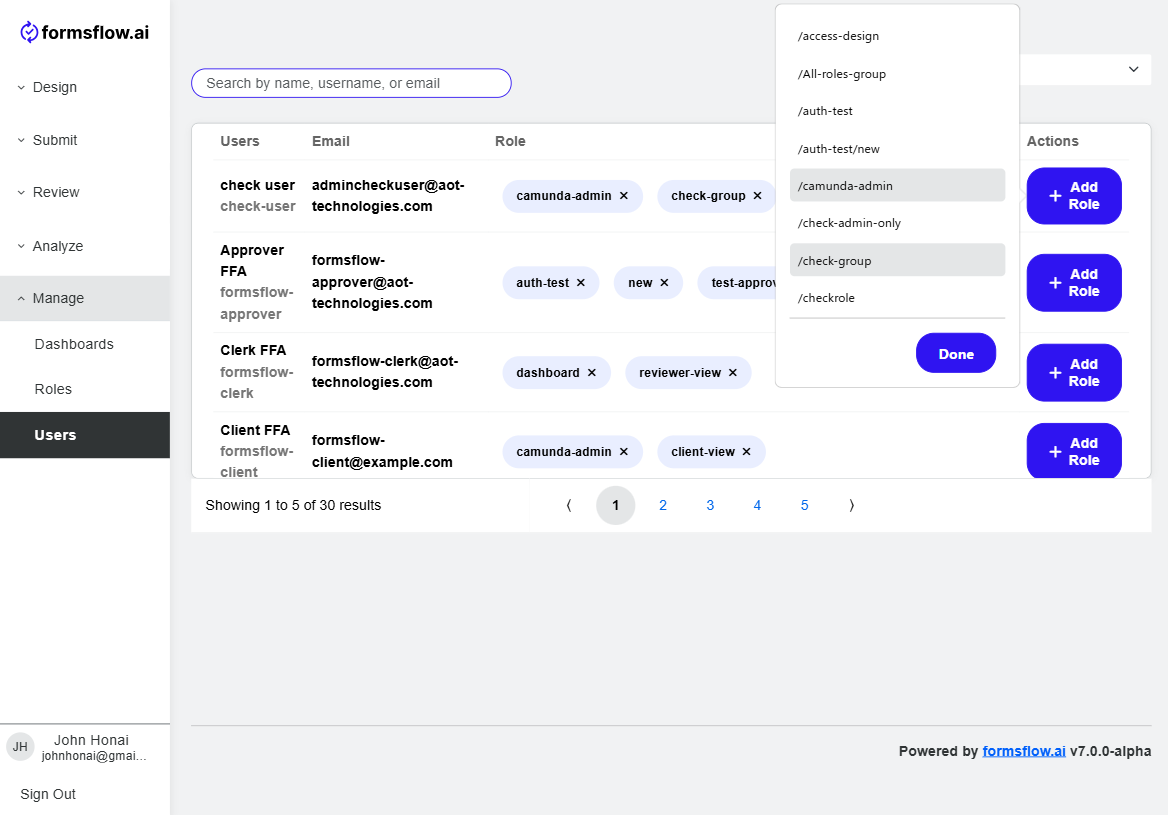 formsflow.ai
Design
Submit
Review
Analyze
Manage
Dashboards
Roles
Users
JH
John Honai
johnhonai@gmai...
Sign Out
Search by name, username, or email
Users Email Role Actions
check user
check-user
admincheckuser@aot-
technologies.com
camunda-admin ✕ check-group ✕
+ Add
Role
Approver
FFA
formsflow-
approver
formsflow-
approver@aot-
technologies.com
auth-test ✕ new ✕ test-approv
+ Add
Role
Clerk FFA
formsflow-
clerk
formsflow-clerk@aot-
technologies.com
dashboard ✕ reviewer-view ✕
+ Add
Role
Client FFA
formsflow-
client
formsflow-
client@example.com
camunda-admin ✕ client-view ✕
+ Add
Role
/access-design
/All-roles-group
/auth-test
/auth-test/new
/camunda-admin
/check-admin-only
/check-group
/checkrole
Done
Showing 1 to 5 of 30 results
⟨ 1 2 3 4 5 ⟩
Powered by formsflow.ai v7.0.0-alpha